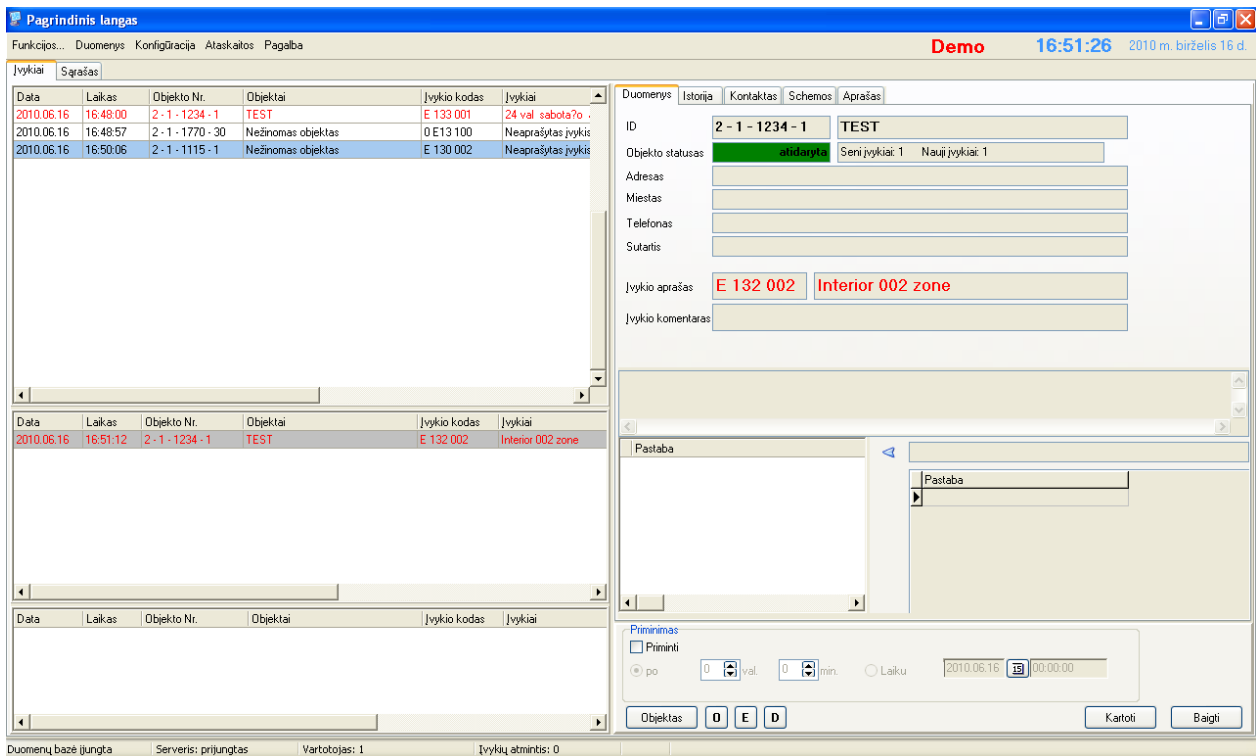 Pagrindinis langas
Funkcijos... Duomenys Konfigūracija Ataskaitos Pagalba Demo 16:51:26 2010 m. birželis 16 d.
Įvykiai Sąrašas
Data Laikas Objekto Nr. Objektai Įvykio kodas Įvykiai
2010.06.16 16:48:00 2 - 1 - 1234 - 1 TEST E 133 001 24 val sabota?o
2010.06.16 16:48:57 2 - 1 - 1770 - 30 Nežinomas objektas 0 E13 100 Neaprašytas įvykis
2010.06.16 16:50:06 2 - 1 - 1115 - 1 Nežinomas objektas E 130 002 Neaprašytas įvykis
Data Laikas Objekto Nr. Objektai Įvykio kodas Įvykiai
2010.06.16 16:51:12 2 - 1 - 1234 - 1 TEST E 132 002 Interior 002 zone
Data Laikas Objekto Nr. Objektai Įvykio kodas Įvykiai
Duomenys Istorija Kontaktas Schemos Aprašas
ID 2 - 1 - 1234 - 1 TEST
Objekto statusas atidaryta Seni įvykiai: 1 Nauji įvykiai: 1
Adresas
Miestas
Telefonas
Sutartis
Įvykio aprašas E 132 002 Interior 002 zone
Įvykio komentaras
Pastaba
Pastaba
Priminimas
Priminti
po 0 val. 0 min. Laiku 2010.06.16 15 00:00:00
Objektas O E D Kartoti Baigti
Duomenų bazė įjungta Serveris: prijungtas Vartotojas: 1 Įvykių atmintis: 0